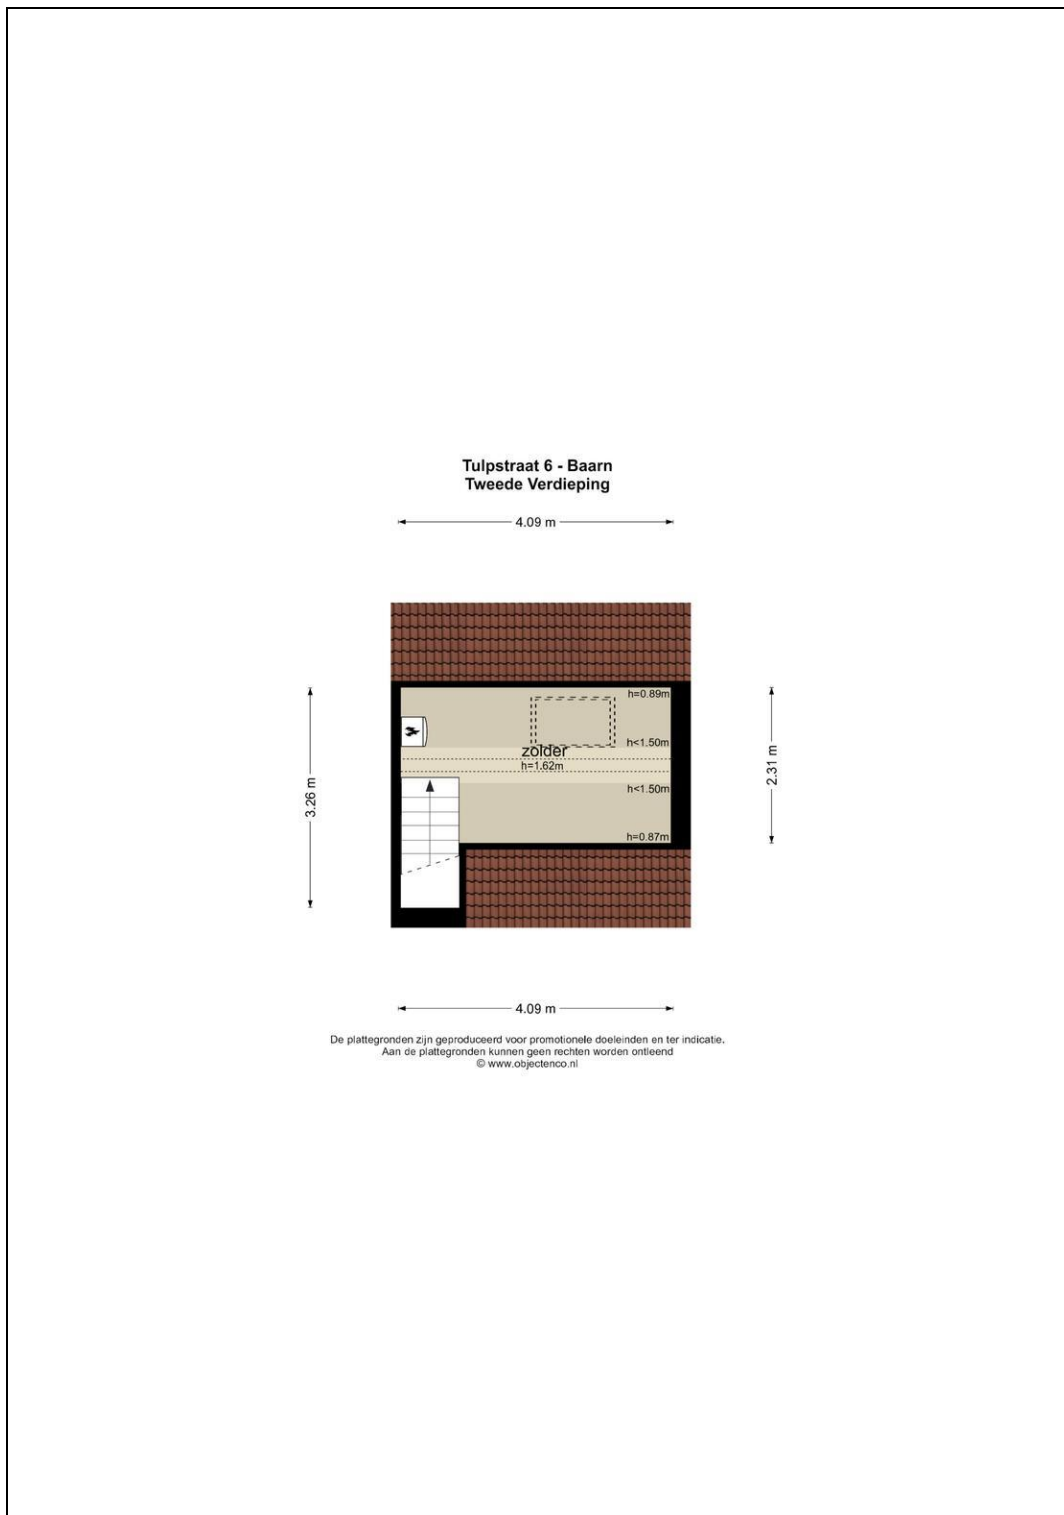 Tulpstraat 6 - Baarn
Tweede Verdieping
4.09 m
h=0.89m
h<1.50m
zolder
h=1.62m
h<1.50m
h=0.87m
3.26 m
2.31 m
4.09 m
De plattegronden zijn geproduceerd voor promotionele doeleinden en ter indicatie.
Aan de plattegronden kunnen geen rechten worden ontleend
© www.objectenco.nl